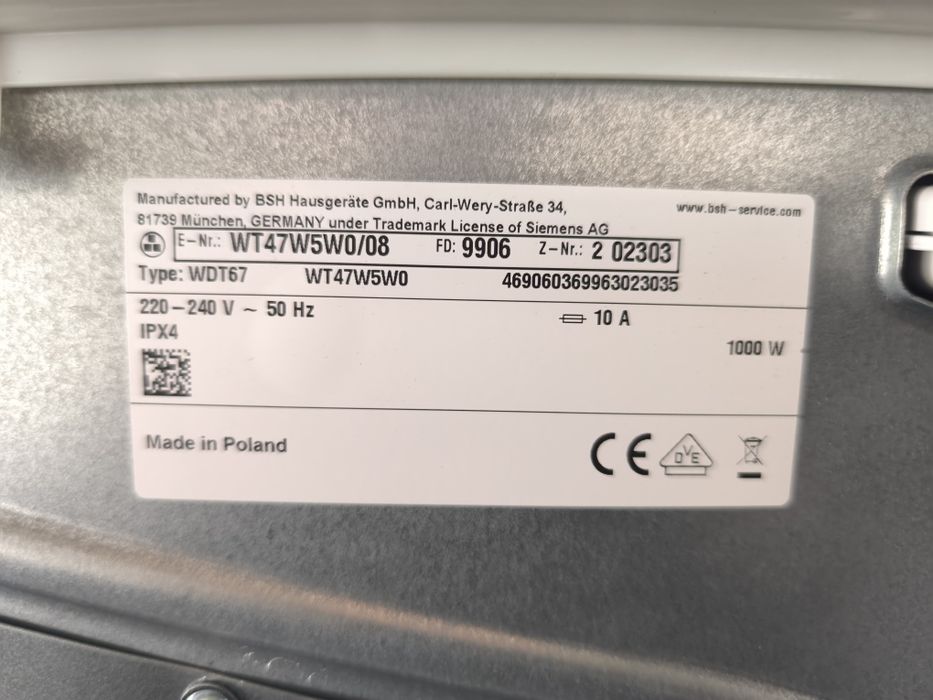 Manufactured by BSH Hausgeräte GmbH, Carl-Wery-Straße 34,
www.bsh-service.com
81739 München, GERMANY under Trademark License of Siemens AG
E-Nr.: WT47W5W0/08 FD: 9906 Z-Nr.: 2 02303
Type: WDT67 WT47W5W0 469060369963023035
220-240 V ~ 50 Hz 10 A
IPX4
1000 W
Made in Poland
CE DVE